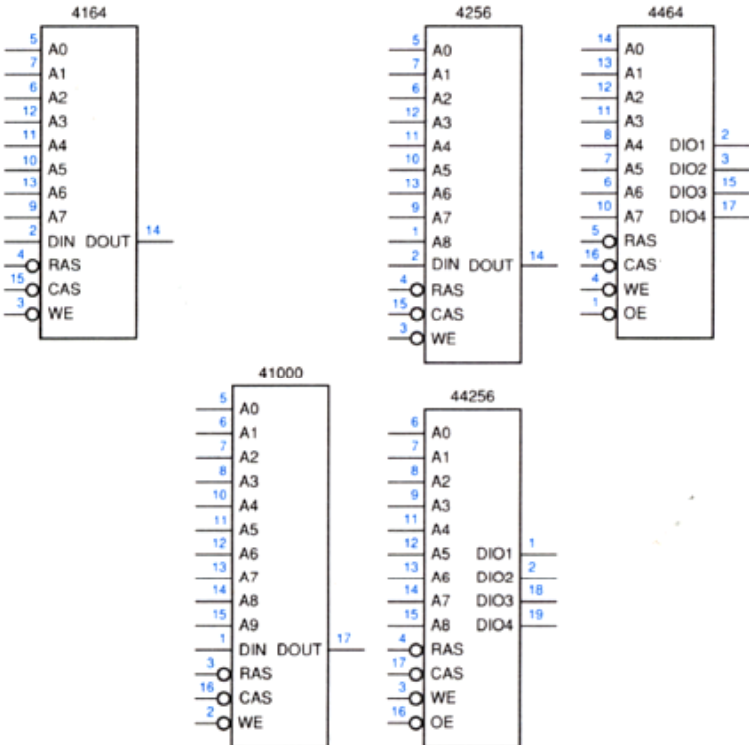 4164
5 A0
7 A1
6 A2
12 A3
11 A4
10 A5
13 A6
9 A7
2 DIN DOUT 14
4 RAS
15 CAS
3 WE
4256
5 A0
7 A1
6 A2
12 A3
11 A4
10 A5
13 A6
9 A7
1 A8
2 DIN DOUT 14
4 RAS
15 CAS
3 WE
4464
14 A0
13 A1
12 A2
11 A3
8 A4 DIO1 2
7 A5 DIO2 3
6 A6 DIO3 15
10 A7 DIO4 17
5 RAS
16 CAS
4 WE
1 OE
41000
5 A0
6 A1
7 A2
8 A3
10 A4
11 A5
12 A6
13 A7
14 A8
15 A9
1 DIN DOUT 17
3 RAS
16 CAS
2 WE
44256
6 A0
7 A1
8 A2
9 A3
11 A4
12 A5 DIO1 1
13 A6 DIO2 2
14 A7 DIO3 18
15 A8 DIO4 19
4 RAS
17 CAS
3 WE
16 OE